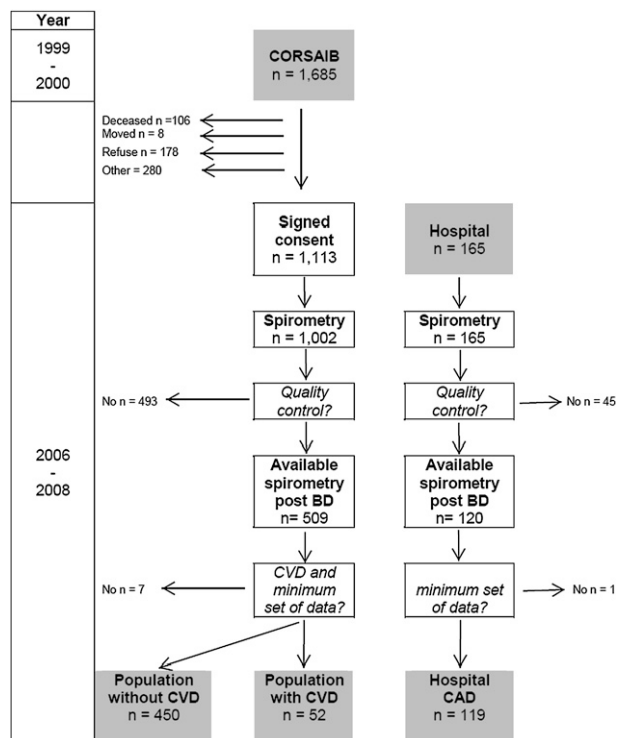 Year
1999
-
2000
CORSAIB
n = 1,685
Deceased n =106
Moved n = 8
Refuse n = 178
Other = 280
Signed
consent
n = 1,113
Hospital
n = 165
Spirometry
n = 1,002
Spirometry
n = 165
No n = 493
Quality
control?
Quality
control?
No n = 45
2006
-
2008
Available
spirometry
post BD
n= 509
Available
spirometry
post BD
n = 120
No n = 7
CVD and
minimum
set of data?
minimum set
of data?
No n = 1
Population
without CVD
n = 450
Population
with CVD
n = 52
Hospital
CAD
n = 119